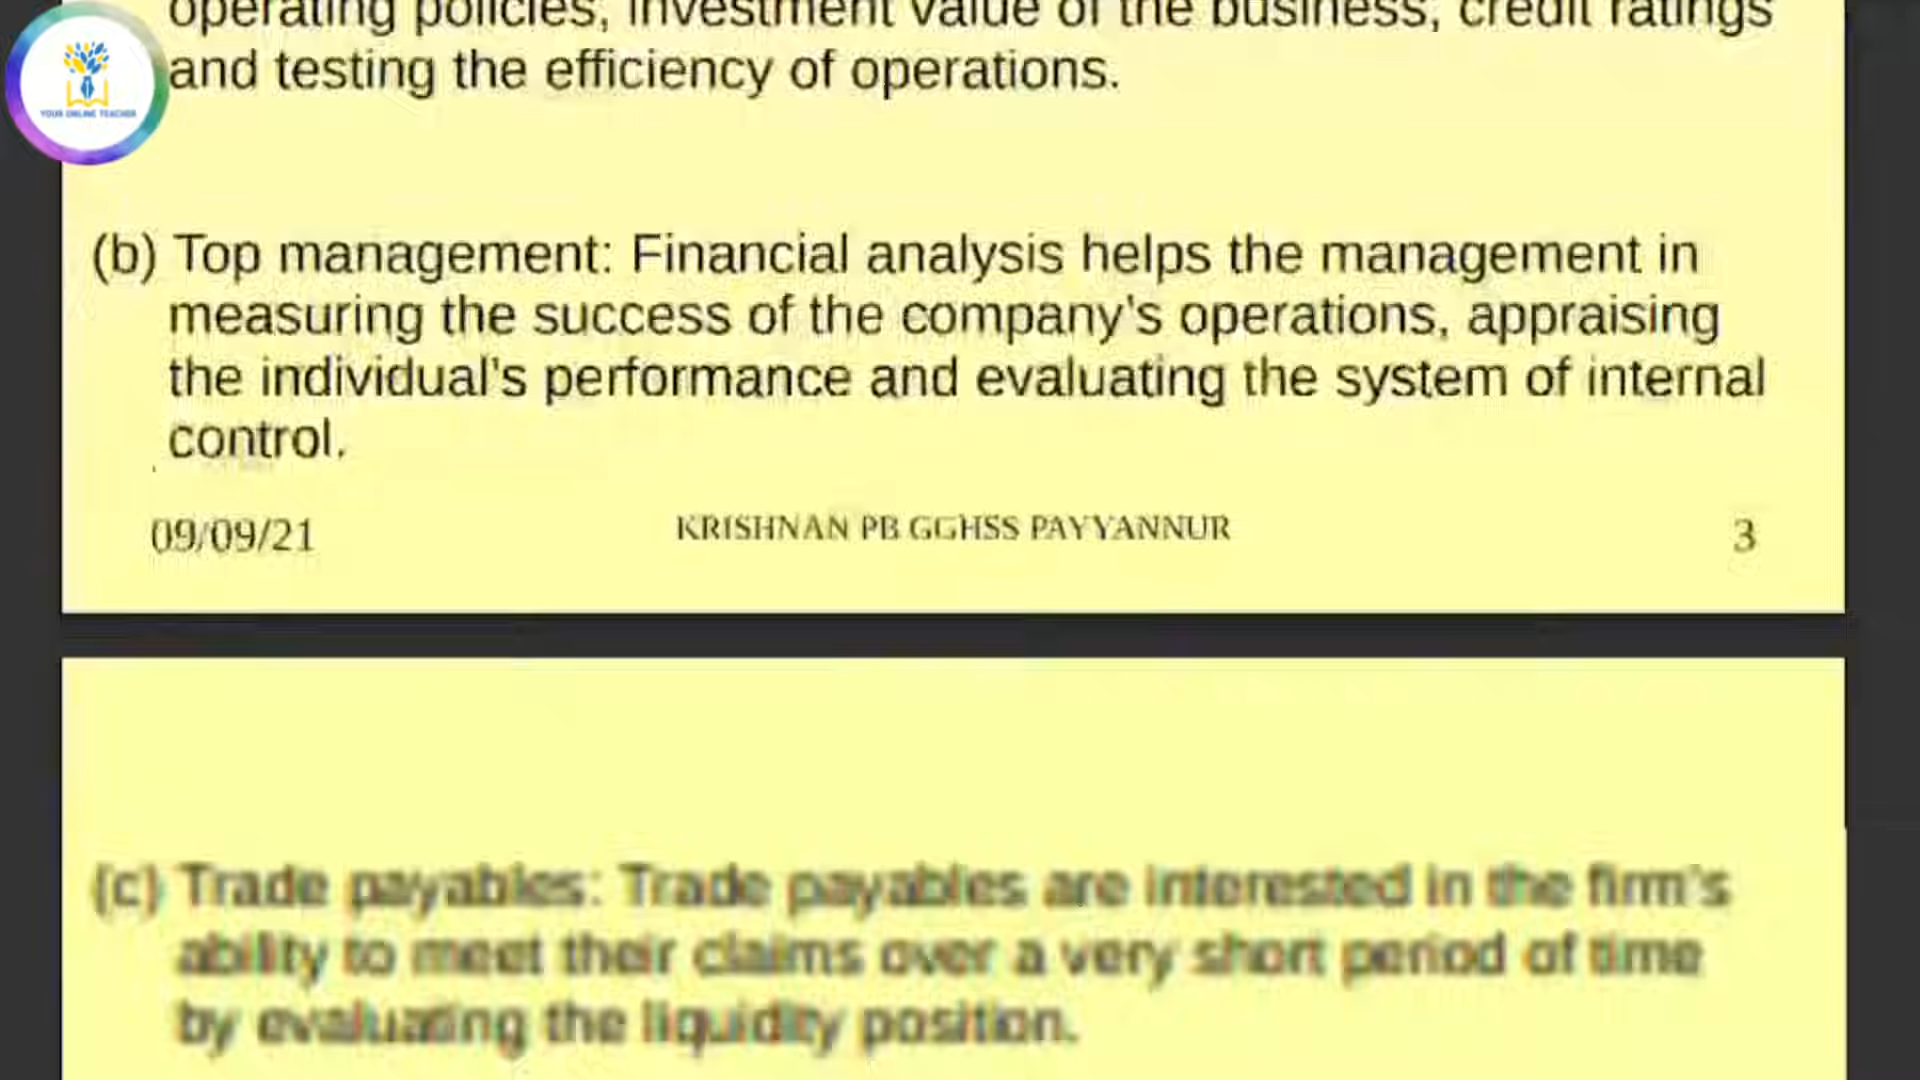 operating policies, investment value of the business, credit ratings
and testing the efficiency of operations.
YOUR ONLINE TEACHER
(b) Top management: Financial analysis helps the management in
measuring the success of the company's operations, appraising
the individual's performance and evaluating the system of internal
control.
09/09/21 KRISHNAN PB GGHSS PAYYANNUR 3
(c) Trade payables: Trade payables are interested in the firm's
ability to meet their claims over a very short period of time
by evaluating the liquidity position.